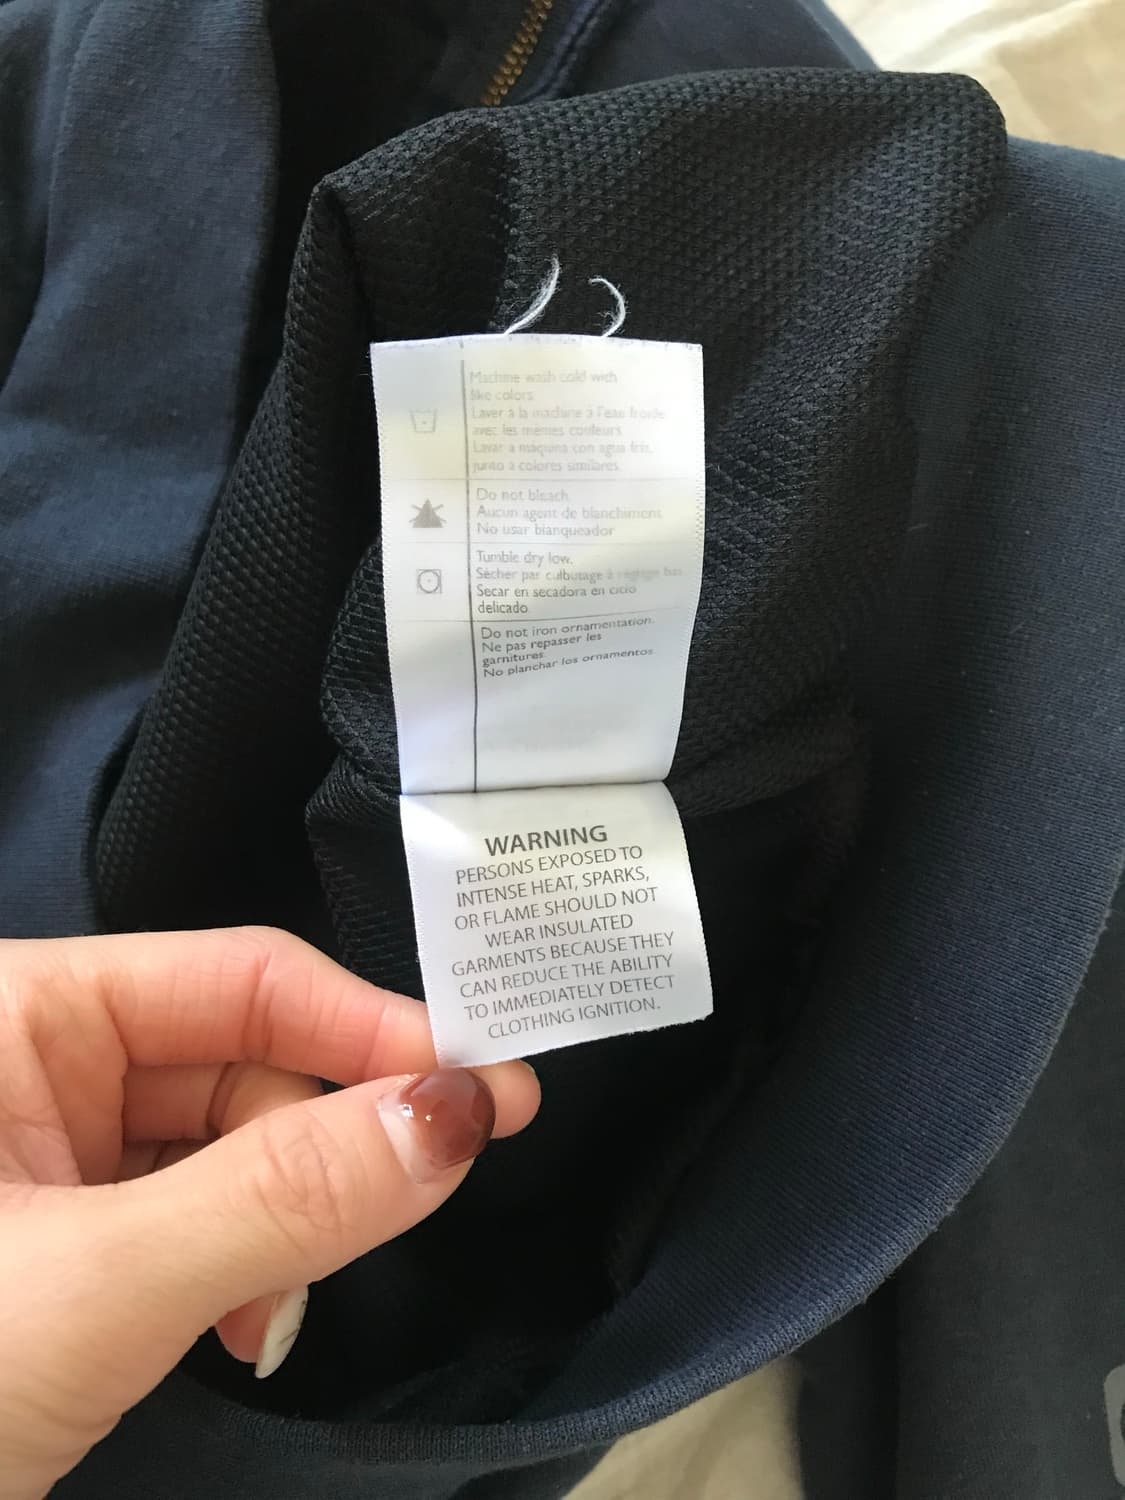 Machine wash cold with
like colors.
Laver à la machine à l'eau froide
avec les mêmes couleurs.
Lavar a máquina con agua fría,
junto a colores similares.
Do not bleach.
Aucun agent de blanchiment.
No usar blanqueador
Tumble dry low.
Sécher par culbutage à réglage bas
Secar en secadora en ciclo
delicado
Do not iron ornamentation.
Ne pas repasser les
garnitures
No planchar los ornamentos.
WARNING
PERSONS EXPOSED TO
INTENSE HEAT, SPARKS,
OR FLAME SHOULD NOT
WEAR INSULATED
GARMENTS BECAUSE THEY
CAN REDUCE THE ABILITY
TO IMMEDIATELY DETECT
CLOTHING IGNITION.